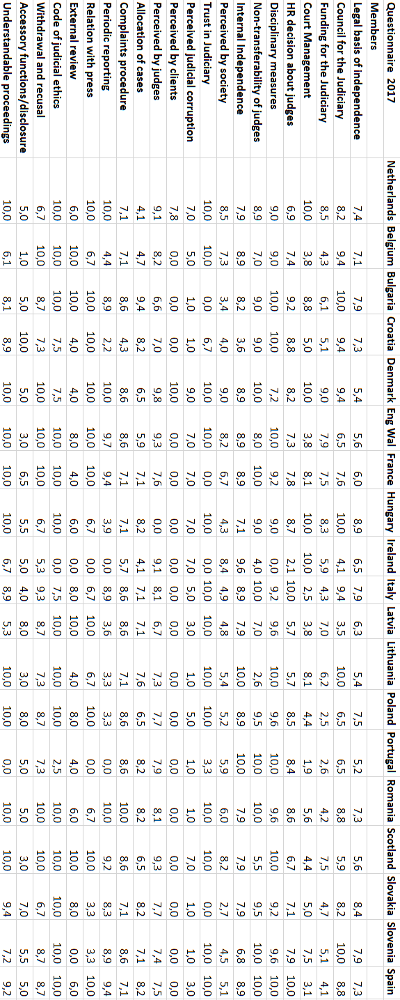 Questionnaire 2017 Netherlands Belgium Bulgaria Croatia Denmark Eng Wal France Hungary Ireland Italy Latvia Lithuania Poland Portugal Romania Scotland Slovakia Slovenia Spain
Members
Legal basis of independence 7,4 7,1 7,9 7,3 5,4 5,6 6,0 8,9 6,5 7,9 6,3 5,4 7,5 5,2 7,3 5,6 8,4 7,9 7,3
Council for the Judiciary 8,2 9,4 10,0 9,4 9,4 6,5 7,6 10,0 4,1 9,4 3,5 10,0 6,5 6,5 8,8 5,9 8,2 10,0 8,8
Funding for the Judiciary 8,5 4,3 6,1 5,1 9,0 7,9 7,5 8,3 5,9 4,3 7,0 6,2 2,5 2,6 4,2 7,5 4,7 5,1 4,1
Court Management 10,0 3,8 8,8 5,0 10,0 3,8 8,1 10,0 10,0 2,5 3,8 8,1 4,4 1,9 5,6 4,4 5,0 7,5 3,1
HR decision about judges 6,9 7,4 9,2 8,8 8,2 7,3 7,8 8,7 2,1 10,0 5,7 5,7 8,5 8,4 8,6 6,7 7,1 7,9 10,0
Disciplinary measures 9,0 9,0 10,0 10,0 7,2 10,0 9,2 9,0 0,0 9,2 9,6 10,0 9,6 10,0 9,6 10,0 9,2 9,6 10,0
Non-transferability of judges 8,9 7,0 9,0 9,0 10,0 8,0 10,0 9,0 4,0 10,0 7,0 2,6 9,5 10,0 10,0 5,5 9,5 10,0 10,0
Internal Independence 7,9 8,9 8,2 3,6 8,9 8,9 8,9 7,1 9,6 8,9 7,9 10,0 8,9 10,0 7,9 7,9 7,9 6,8 8,9
Perceived by society 8,5 7,3 3,4 4,0 9,0 8,2 6,7 4,3 8,4 4,9 4,8 5,4 5,2 5,9 6,0 8,2 2,7 4,5 5,1
Trust in Judiciary 10,0 10,0 0,0 6,7 10,0 10,0 0,0 10,0 0,0 10,0 10,0 10,0 10,0 3,3 10,0 10,0 0,0 10,0 10,0
Perceived judicial corruption 7,0 5,0 1,0 1,0 9,0 7,0 7,0 7,0 7,0 5,0 3,0 1,0 5,0 1,0 1,0 7,0 1,0 1,0 3,0
Perceived by clients 7,8 0,0 0,0 0,0 10,0 0,0 0,0 0,0 0,0 0,0 0,0 0,0 0,0 0,0 0,0 0,0 0,0 0,0 0,0
Perceived by judges 9,1 8,2 6,6 7,0 9,8 9,3 7,6 0,0 9,1 8,1 6,7 7,3 7,7 7,9 8,1 9,3 7,7 7,4 7,5
Allocation of cases 4,1 4,7 9,4 8,2 6,5 5,9 7,1 8,2 4,1 7,1 7,1 7,6 6,5 8,2 8,2 6,5 8,2 7,1 8,2
Complaints procedure 7,1 7,1 8,6 4,3 8,6 8,6 7,1 7,1 5,7 8,6 8,6 7,1 8,6 8,6 10,0 8,6 7,1 8,6 7,1
Periodic reporting 10,0 4,4 8,9 2,2 10,0 9,7 9,4 3,9 0,0 8,9 3,6 3,3 3,3 0,0 10,0 9,2 8,3 8,9 9,4
Relation with press 10,0 6,7 10,0 10,0 10,0 10,0 10,0 6,7 0,0 6,7 10,0 6,7 10,0 0,0 6,7 10,0 3,3 3,3 10,0
External review 6,0 10,0 10,0 4,0 4,0 8,0 4,0 6,0 0,0 8,0 10,0 4,0 8,0 4,0 6,0 10,0 8,0 6,0 0,0
Code of judicial ethics 10,0 10,0 10,0 7,5 7,5 10,0 10,0 10,0 0,0 7,5 10,0 10,0 10,0 2,5 10,0 10,0 10,0 10,0 10,0
Withdrawal and recusal 6,7 10,0 8,7 7,3 10,0 10,0 10,0 6,7 5,3 9,3 8,7 7,3 8,7 7,3 10,0 10,0 6,7 8,7 8,7
Accessory functions/disclosure 5,0 1,0 5,0 10,0 5,0 3,0 6,5 5,5 5,0 4,0 8,0 3,0 8,0 5,0 5,0 3,0 7,0 5,5 5,0
Understandable proceedings 10,0 6,1 8,1 8,9 10,0 10,0 10,0 10,0 6,7 8,9 5,3 10,0 10,0 0,0 10,0 10,0 9,4 7,2 9,2